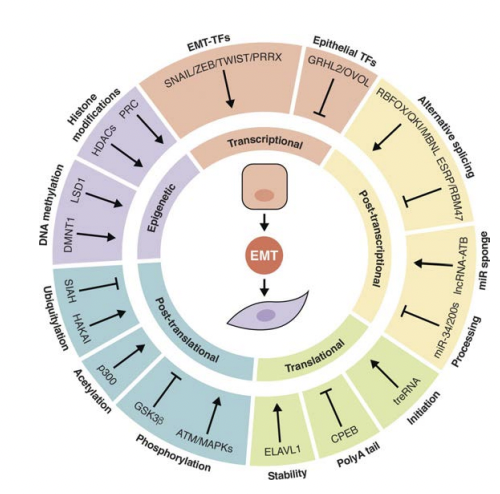 EMT-TFs
SNAIL/ZEB/TWIST/PRRX
Epithelial TFs
GRHL2/OVOL
Alternative splicing
RBFOX/OKI/MBNL
ESRP/RBM47
miR sponge
lncRNA-ATB
Processing
miR-34/200s
Initiation
treRNA
PolyA tail
CPEB
Stability
ELAVL1
Phosphorylation
ATM/MAPKs
GSK3β
Acetylation
p300
Ubiquitylation
HAKAI
SIAH
DNA methylation
DMNT1
LSD1
Histone
modifications
HDACs
PRC
Transcriptional
Post-transcriptional
Translational
Post-translational
Epigenetic
EMT